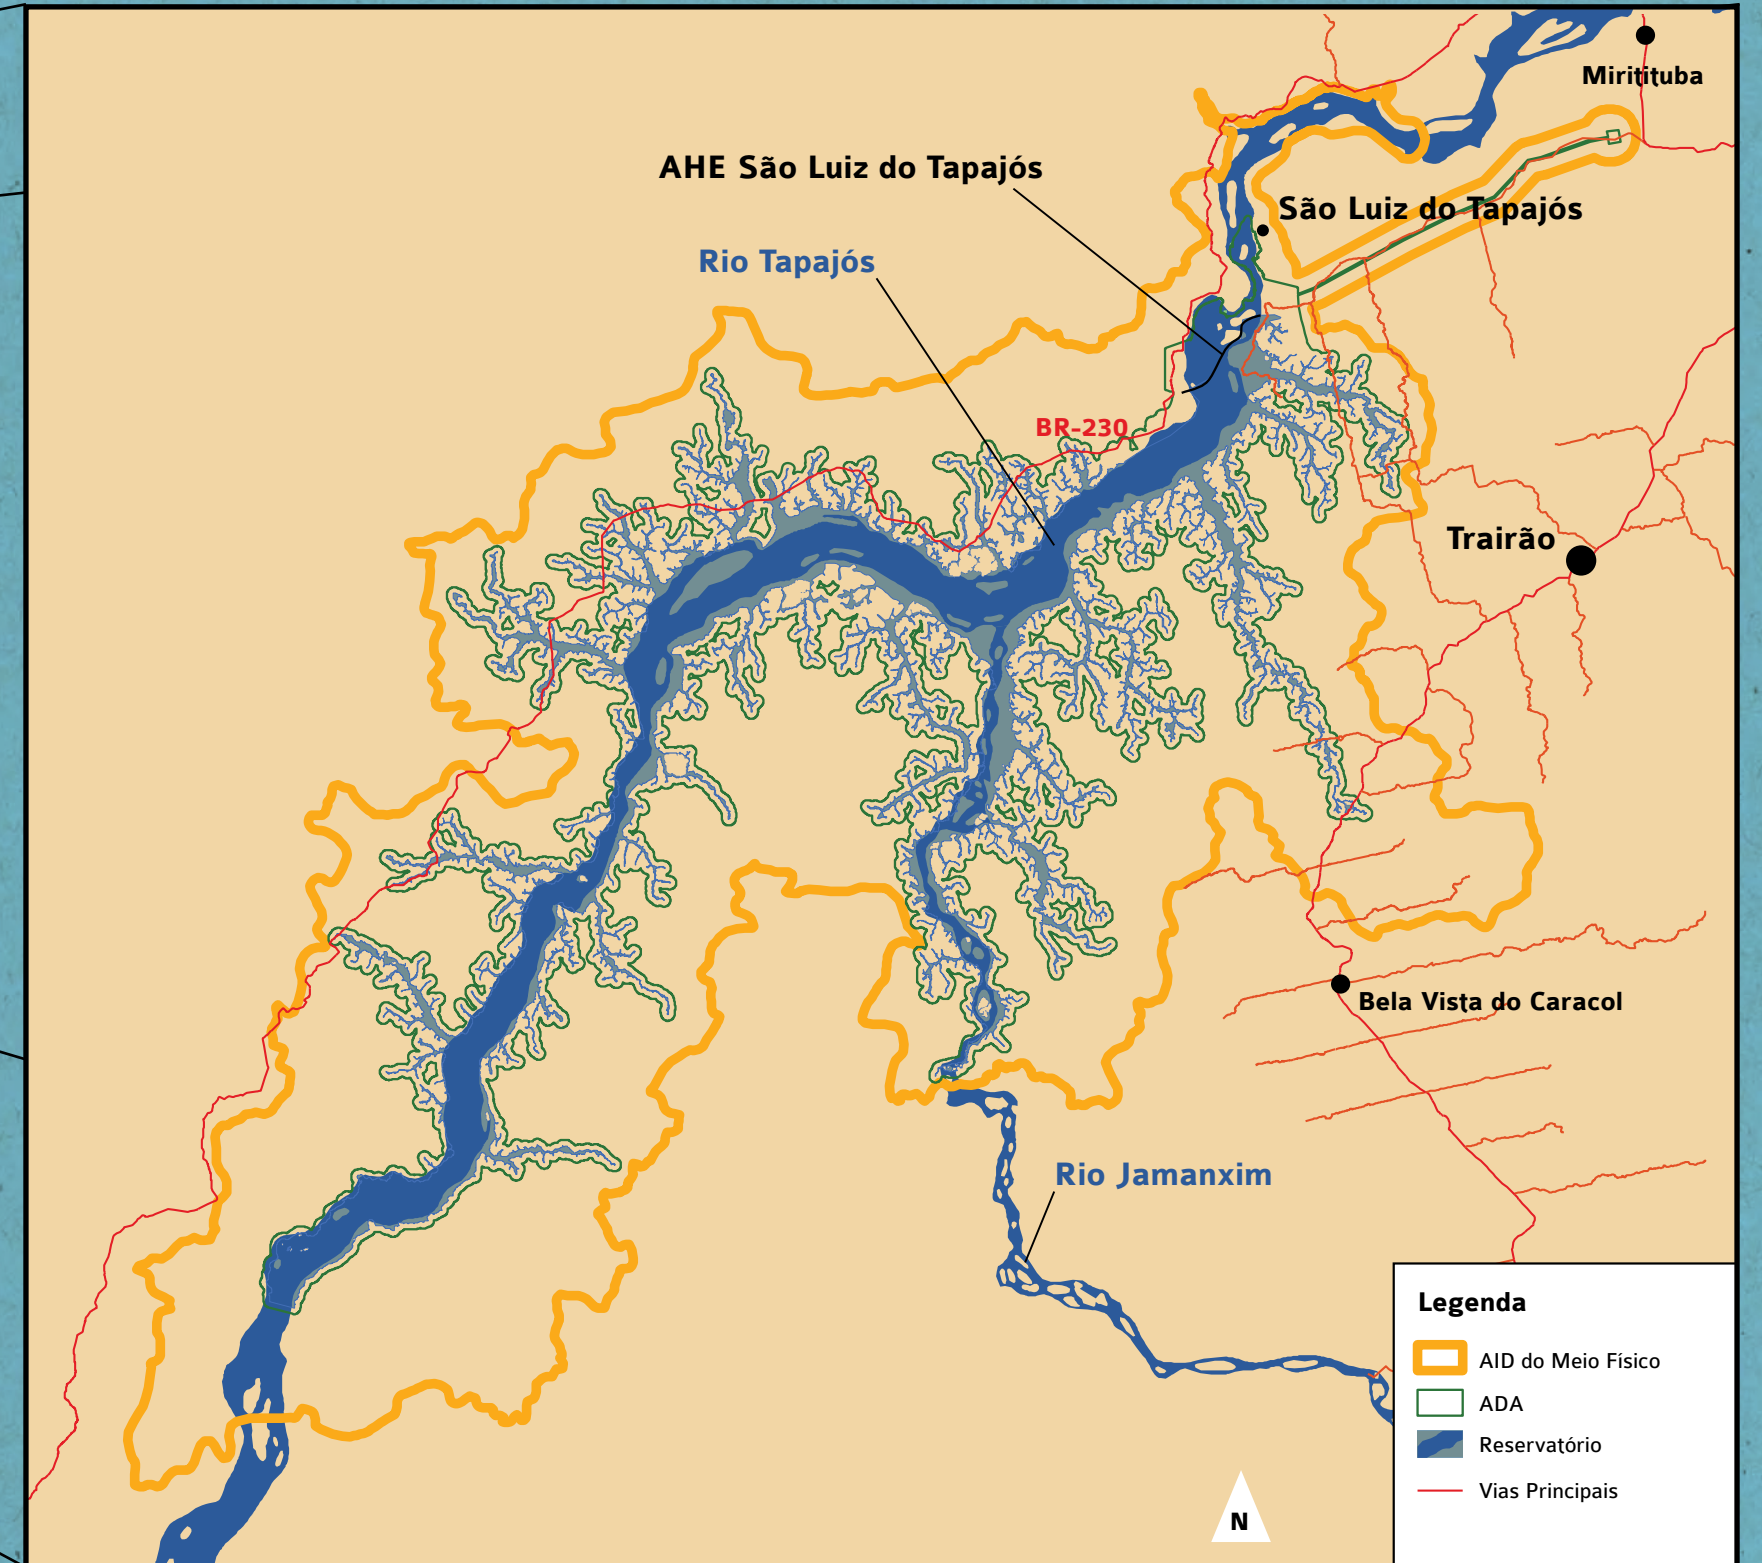 Miritituba
AHE São Luiz do Tapajós
São Luiz do Tapajós
Rio Tapajós
BR-230
Trairão
Bela Vista do Caracol
Rio Jamanxim
Legenda
AID do Meio Físico
ADA
Reservatório
Vias Principais
N